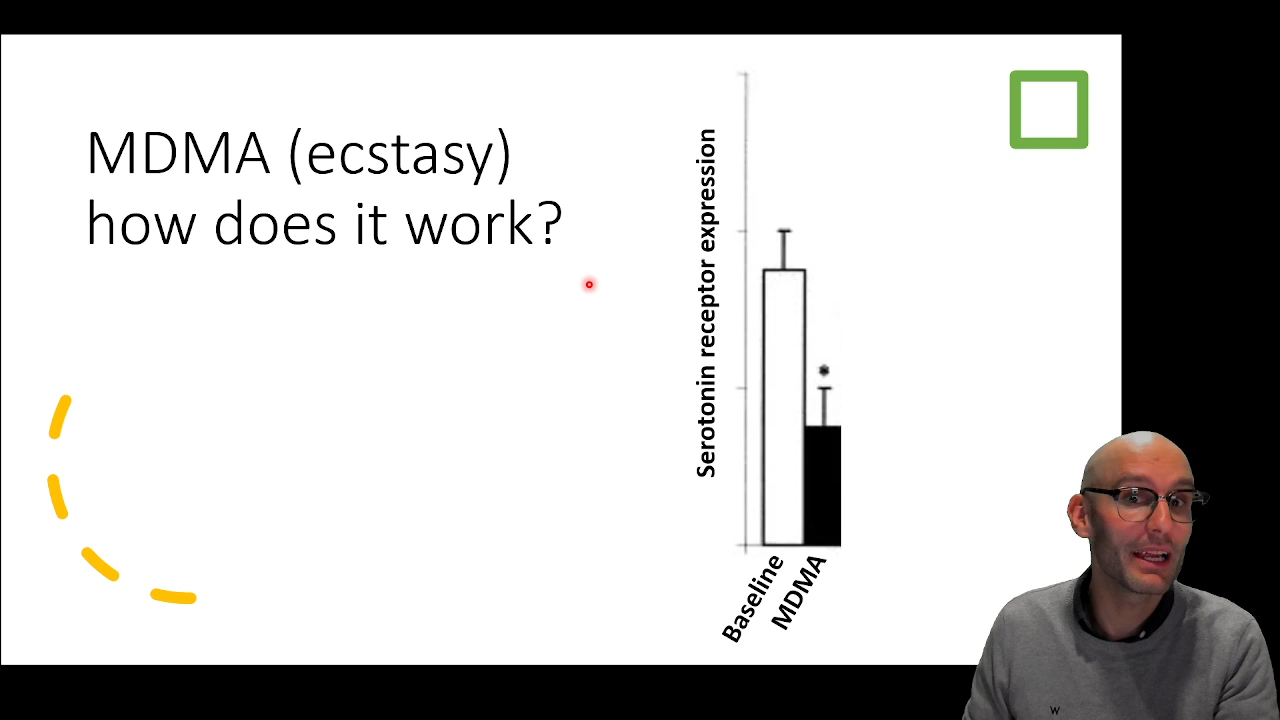 MDMA (ecstasy)
how does it work?
Serotonin receptor expression
*
Baseline
MDMA
W